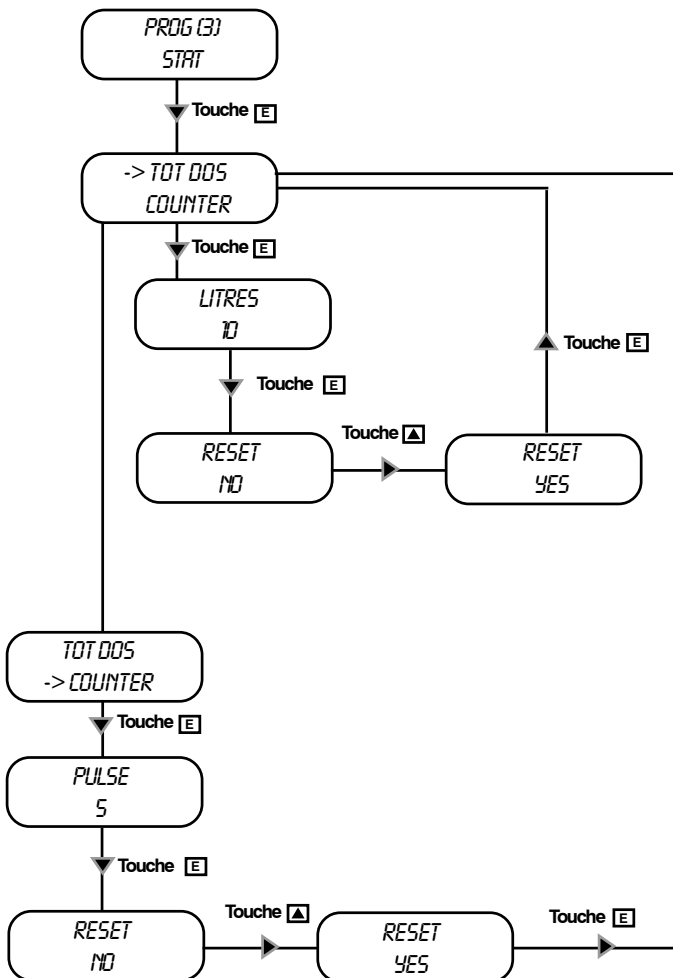 PROG (3)
STAT
Touche E
-> TOT DOS
COUNTER
Touche E
LITRES
10
Touche E
Touche E
Touche ▲
RESET
NO
RESET
YES
TOT DOS
-> COUNTER
Touche E
PULSE
5
Touche E
Touche ▲
Touche E
RESET
NO
RESET
YES